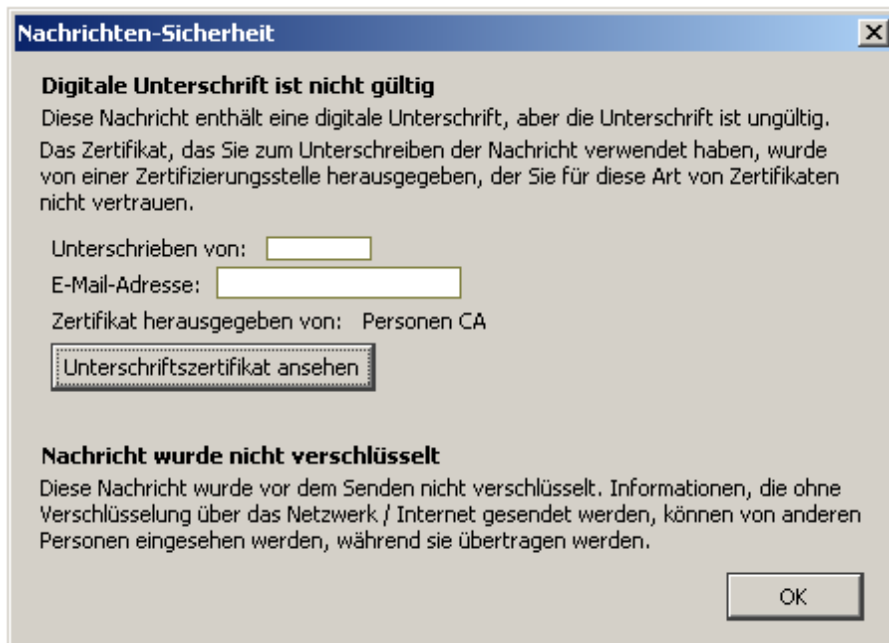 Nachrichten-Sicherheit
Digitale Unterschrift ist nicht gültig
Diese Nachricht enthält eine digitale Unterschrift, aber die Unterschrift ist ungültig.
Das Zertifikat, das Sie zum Unterschreiben der Nachricht verwendet haben, wurde
von einer Zertifizierungsstelle herausgegeben, der Sie für diese Art von Zertifikaten
nicht vertrauen.
Unterschrieben von:
E-Mail-Adresse:
Zertifikat herausgegeben von: Personen CA
Unterschriftszertifikat ansehen
Nachricht wurde nicht verschlüsselt
Diese Nachricht wurde vor dem Senden nicht verschlüsselt. Informationen, die ohne
Verschlüsselung über das Netzwerk / Internet gesendet werden, können von anderen
Personen eingesehen werden, während sie übertragen werden.
OK